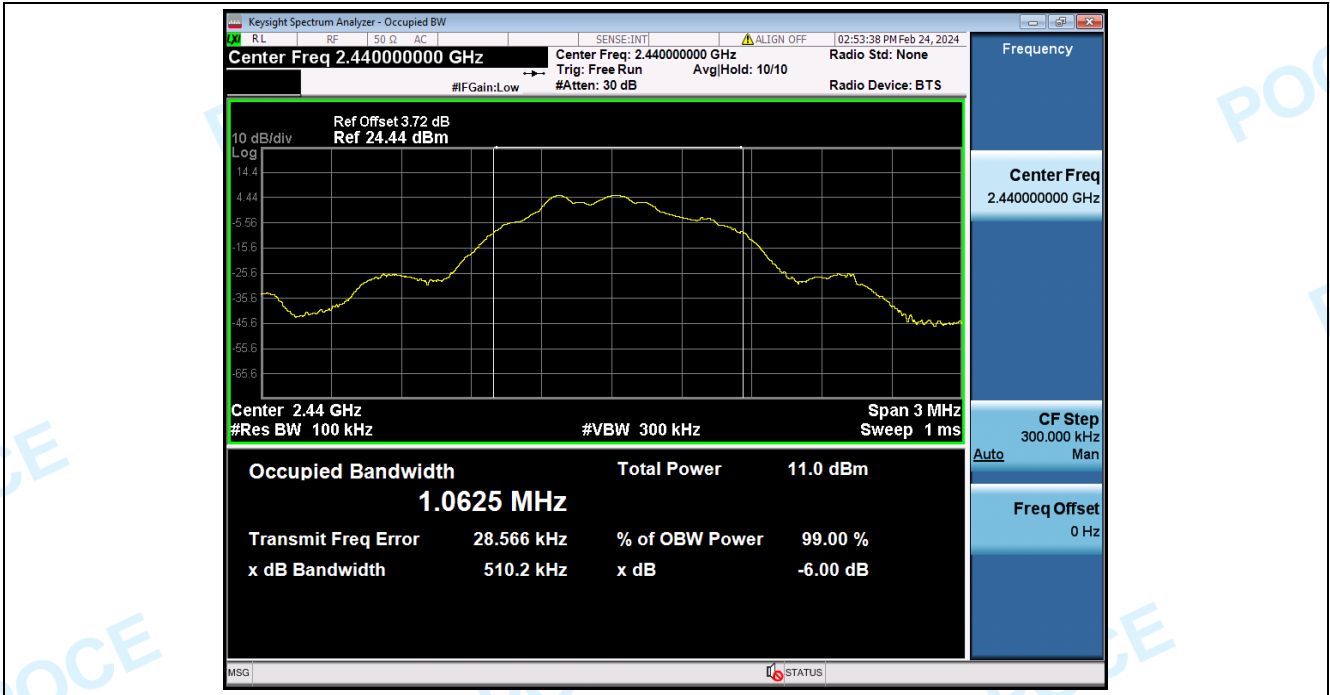 Keysight Spectrum Analyzer - Occupied BW
LXI RL RF 50 Ω AC SENSE:INT ALIGN OFF 02:53:38 PM Feb 24, 2024
Center Freq 2.440000000 GHz
#IFGain:Low
Center Freq: 2.440000000 GHz
Trig: Free Run Avg|Hold: 10/10
#Atten: 30 dB
Radio Std: None
Radio Device: BTS
Ref Offset 3.72 dB
10 dB/div Ref 24.44 dBm
Log
14.4
4.44
-5.56
-15.6
-25.6
-35.6
-45.6
-55.6
-65.6
Center 2.44 GHz Span 3 MHz
#Res BW 100 kHz #VBW 300 kHz Sweep 1 ms
Occupied Bandwidth Total Power 11.0 dBm
1.0625 MHz
Transmit Freq Error 28.566 kHz % of OBW Power 99.00 %
x dB Bandwidth 510.2 kHz x dB -6.00 dB
MSG STATUS
Frequency
Center Freq
2.440000000 GHz
CF Step
300.000 kHz
Auto Man
Freq Offset
0 Hz
POCE